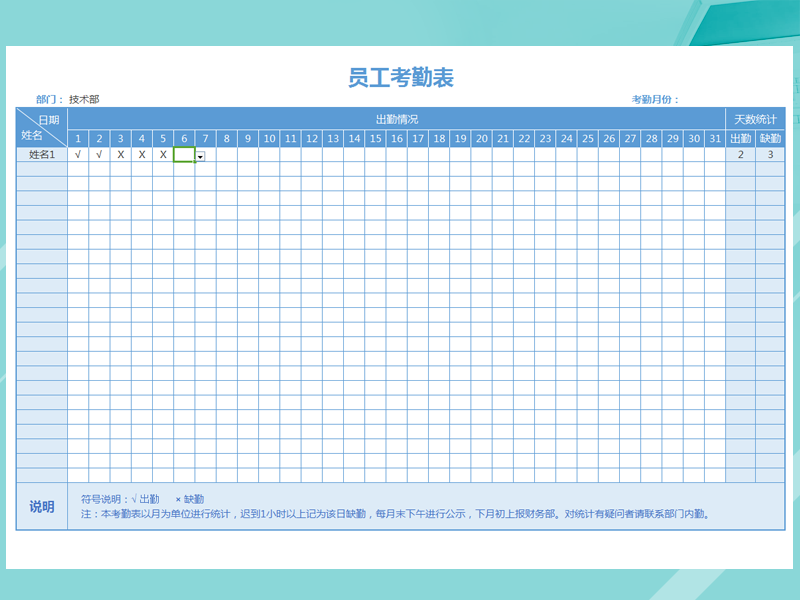 员工考勤表
部门： 技术部 考勤月份：
日期 出勤情况 天数统计
姓名 1 2 3 4 5 6 7 8 9 10 11 12 13 14 15 16 17 18 19 20 21 22 23 24 25 26 27 28 29 30 31 出勤 缺勤
姓名1 √ √ X X X 2 3
符号说明：√ 出勤 × 缺勤
说明
注：本考勤表以月为单位进行统计，迟到1小时以上记为该日缺勤，每月末下午进行公示，下月初上报财务部。对统计有疑问者请联系部门内勤。